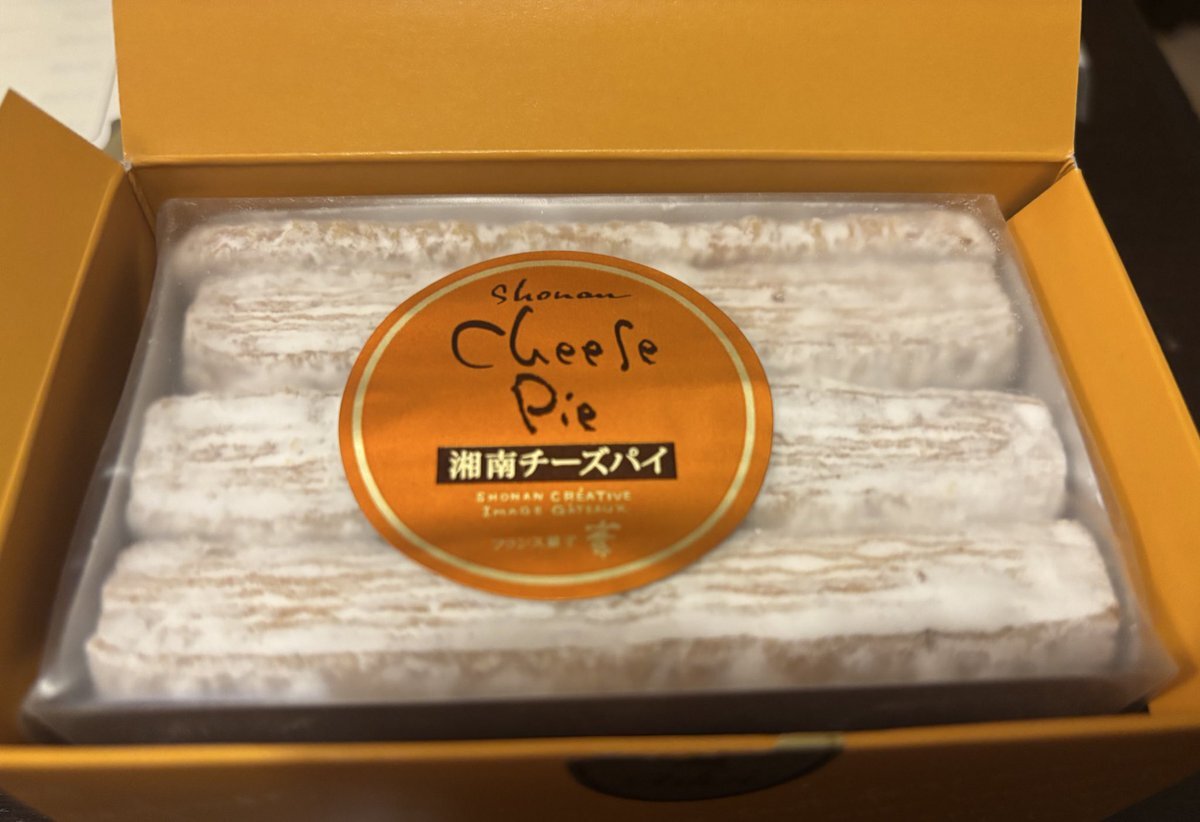 Shonan
Cheese
Pie
湘南チーズパイ
SHONAN CRÉATIVE
IMAGE GÂTEAUX
フランス菓子